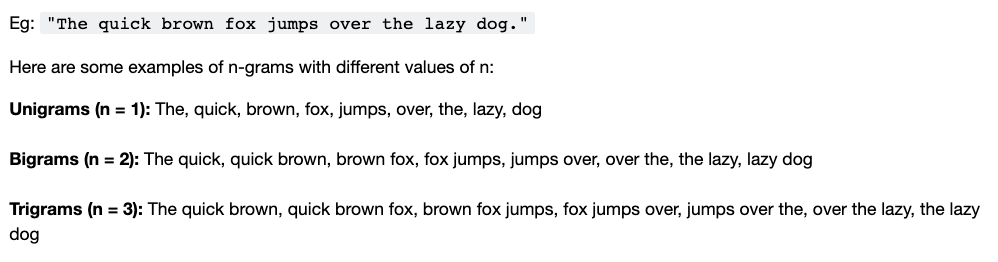 Eg: "The quick brown fox jumps over the lazy dog."
Here are some examples of n-grams with different values of n:
Unigrams (n = 1): The, quick, brown, fox, jumps, over, the, lazy, dog
Bigrams (n = 2): The quick, quick brown, brown fox, fox jumps, jumps over, over the, the lazy, lazy dog
Trigrams (n = 3): The quick brown, quick brown fox, brown fox jumps, fox jumps over, jumps over the, over the lazy, the lazy
dog